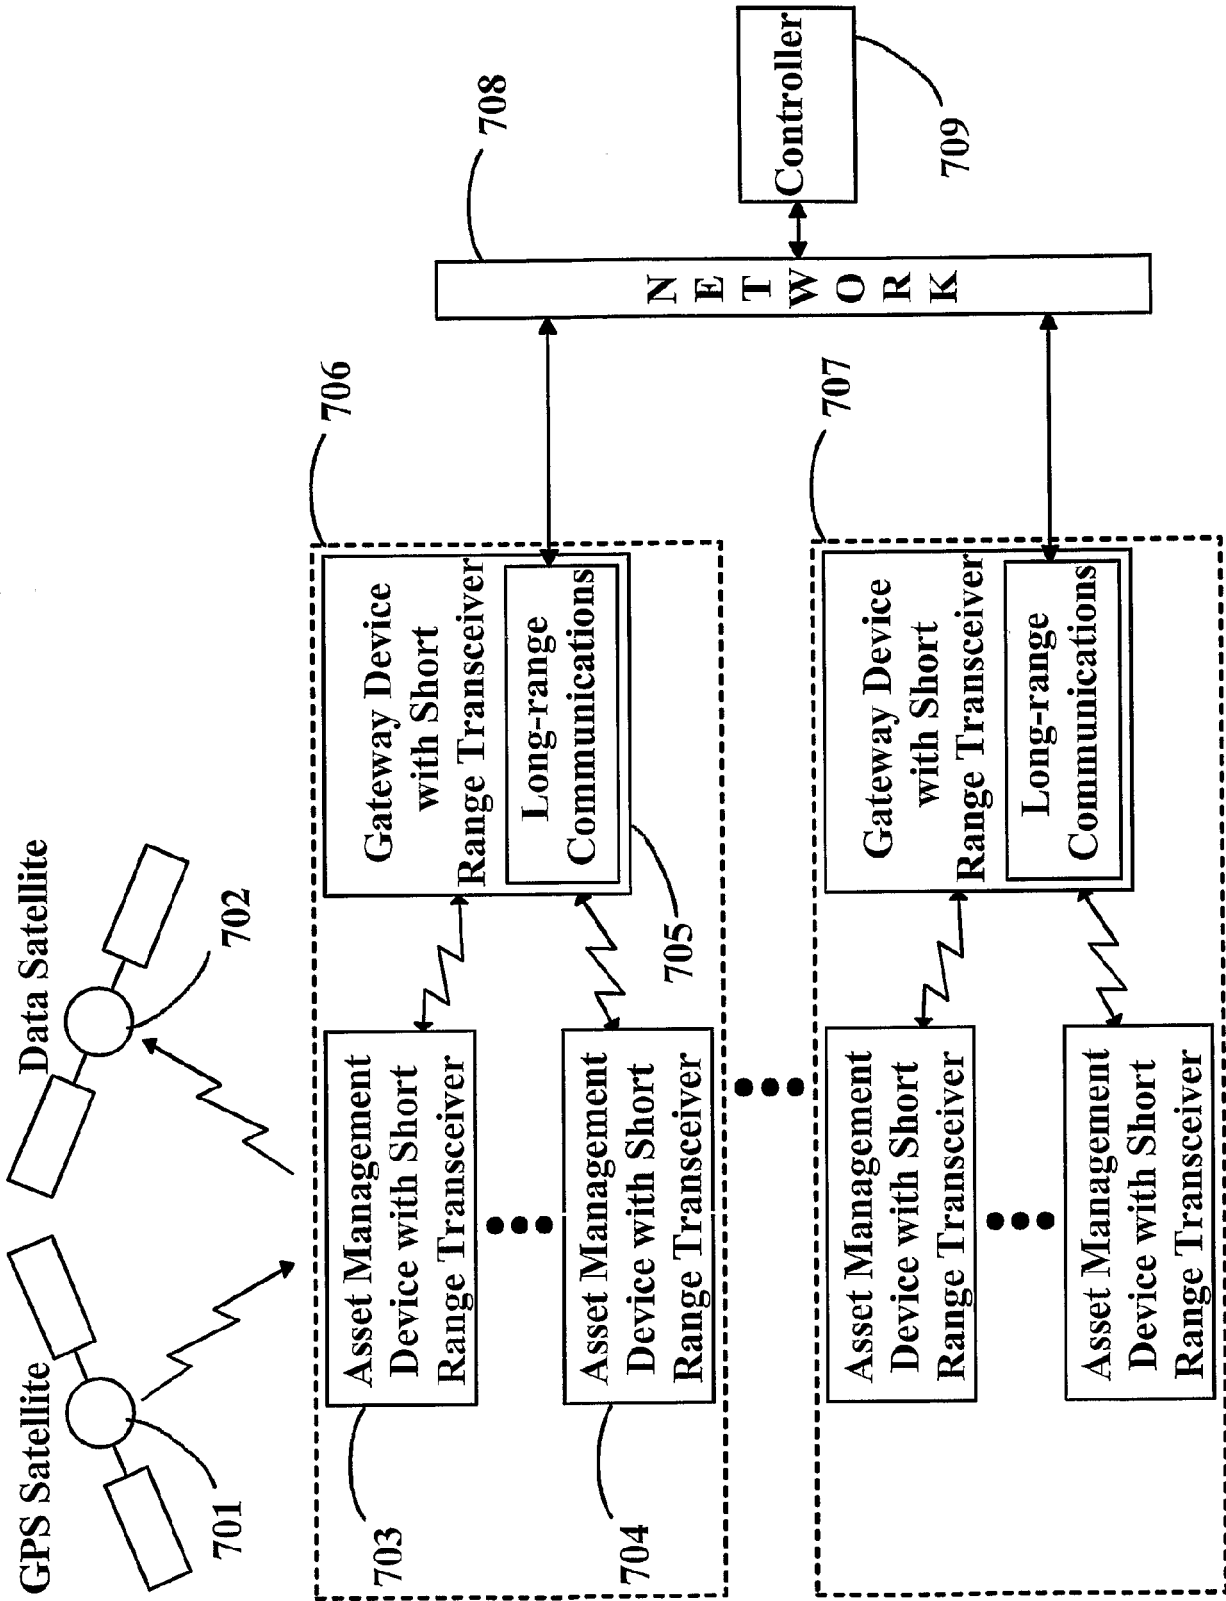 GPS Satellite
701
Data Satellite
702
703
Asset Management
Device with Short
Range Transceiver
704
Asset Management
Device with Short
Range Transceiver
706
Gateway Device
with Short
Range Transceiver
Long-range
Communications
705
Asset Management
Device with Short
Range Transceiver
Asset Management
Device with Short
Range Transceiver
707
Gateway Device
with Short
Range Transceiver
Long-range
Communications
708
NETWORK
Controller
709